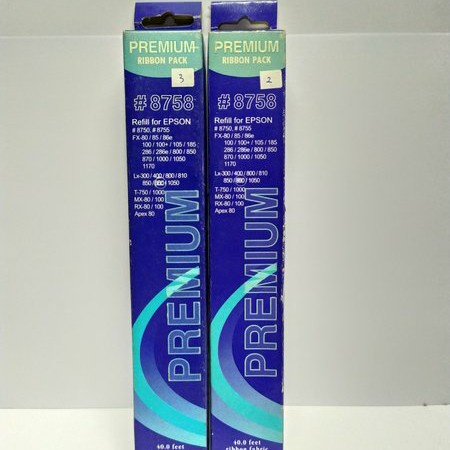 PREMIUM
RIBBON PACK
3
#8758
Refill for EPSON
# 8750, # 8755
FX-80 / 85 / 86e
100 / 100+ / 105 / 185
286 / 286e / 800 / 850
870 / 1000 / 1050
1170
Lx-300 / 400 / 800 / 810
850 / 1050
T-750 / 1000
MX-80 / 100
RX-80 / 100
Apex 80
PREMIUM
40.0 feet
PREMIUM
RIBBON PACK
2
#8758
Refill for EPSON
# 8750, # 8755
FX-80 / 85 / 86e
100 / 100+ / 105 / 185
286 / 286e / 800 / 850
870 / 1000 / 1050
1170
Lx-300 / 400 / 800 / 810
850 / 1050
T-750 / 1000
MX-80 / 100
RX-80 / 100
Apex 80
PREMIUM
40.0 feet
ribbon fabric